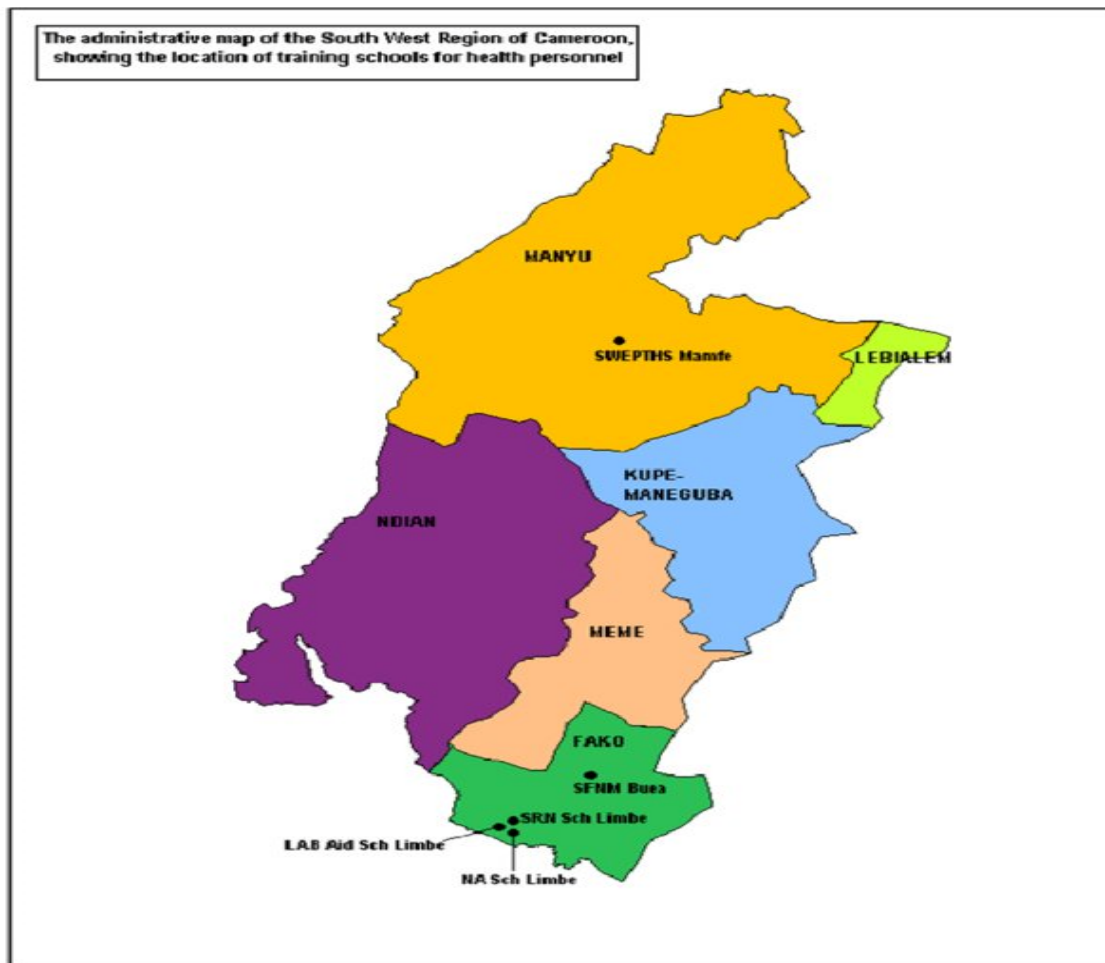 The administrative map of the South West Region of Cameroon,
showing the location of training schools for health personnel
MANYU
SWEPTHS Mamfe
LEBIALEM
KUPE-
MANEGUBA
NDIAN
MEME
FAKO
SFNM Buea
SRN Sch Limbe
LAB Aid Sch Limbe
NA Sch Limbe